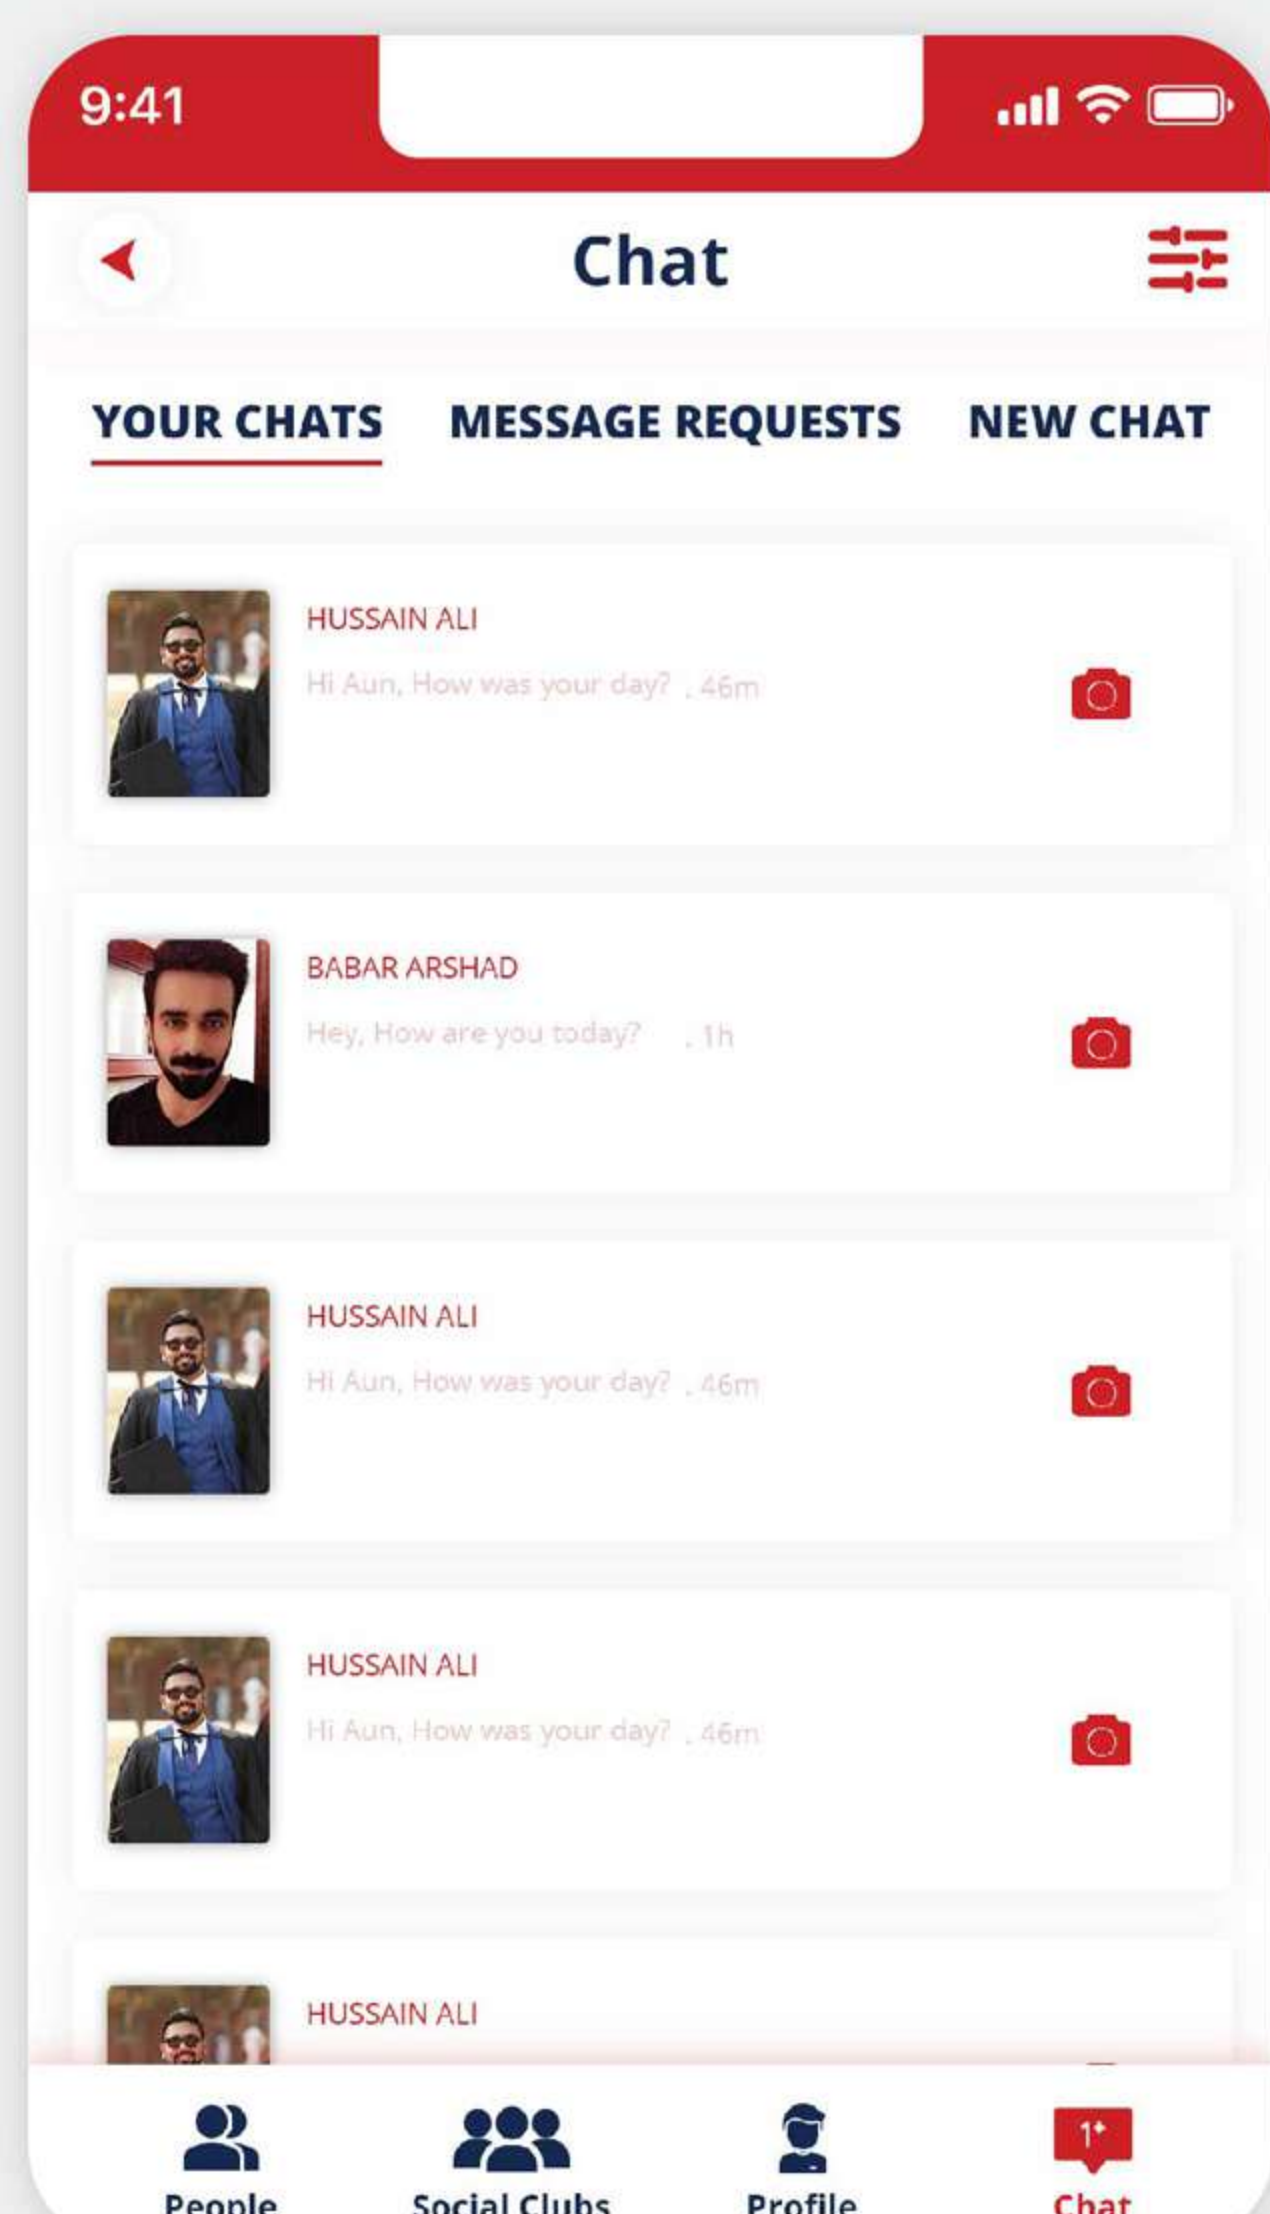 9:41
Chat
YOUR CHATS MESSAGE REQUESTS NEW CHAT
HUSSAIN ALI
Hi Aun, How was your day? . 46m
BABAR ARSHAD
Hey, How are you today? . 1h
HUSSAIN ALI
Hi Aun, How was your day? . 46m
HUSSAIN ALI
Hi Aun, How was your day? . 46m
HUSSAIN ALI
1+
People Social Clubs Profile Chat